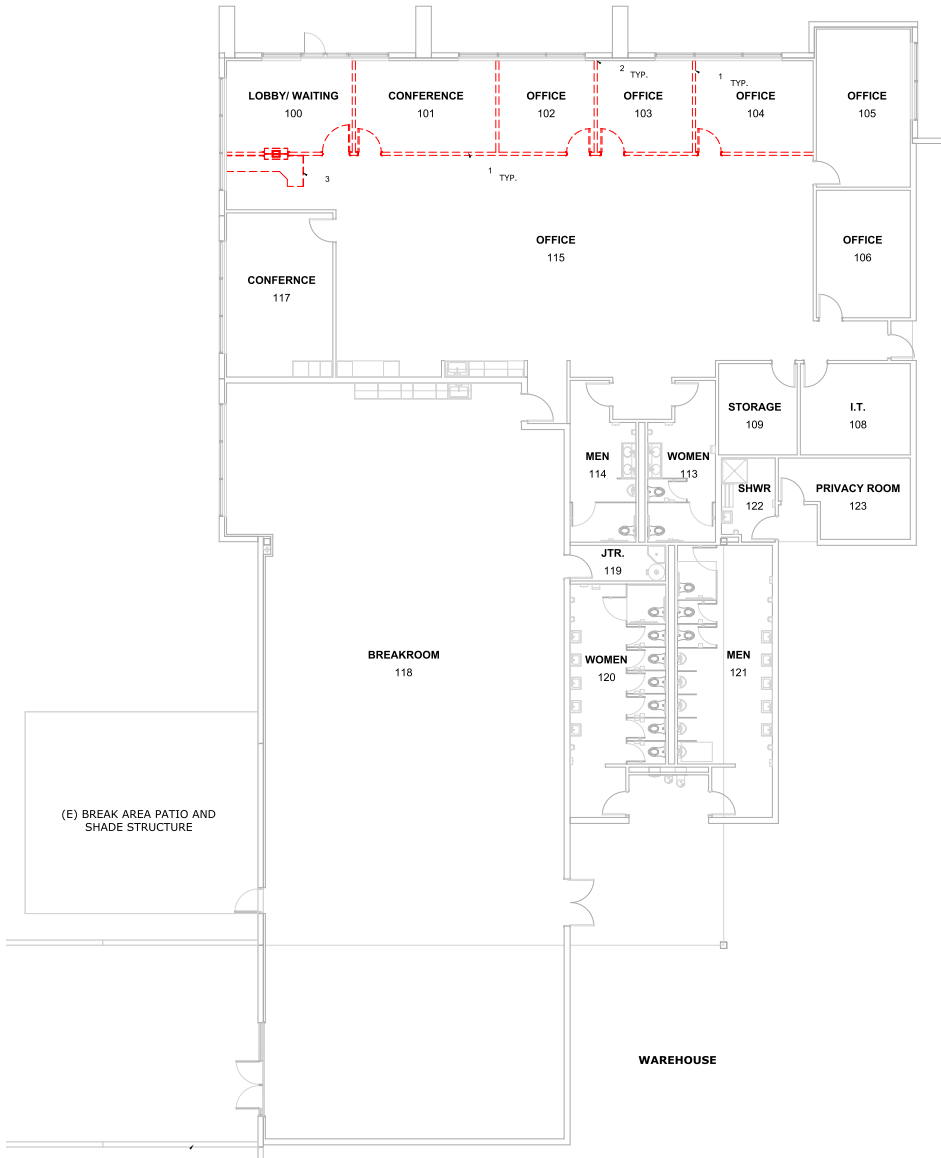 2
TYP.
1
TYP.
LOBBY/ WAITING
100
CONFERENCE
101
OFFICE
102
OFFICE
103
OFFICE
104
OFFICE
105
1
TYP.
3
OFFICE
115
OFFICE
106
CONFERNCE
117
STORAGE
109
I.T.
108
MEN
114
WOMEN
113
SHWR
122
PRIVACY ROOM
123
JTR.
119
BREAKROOM
118
WOMEN
120
MEN
121
(E) BREAK AREA PATIO AND
SHADE STRUCTURE
WAREHOUSE